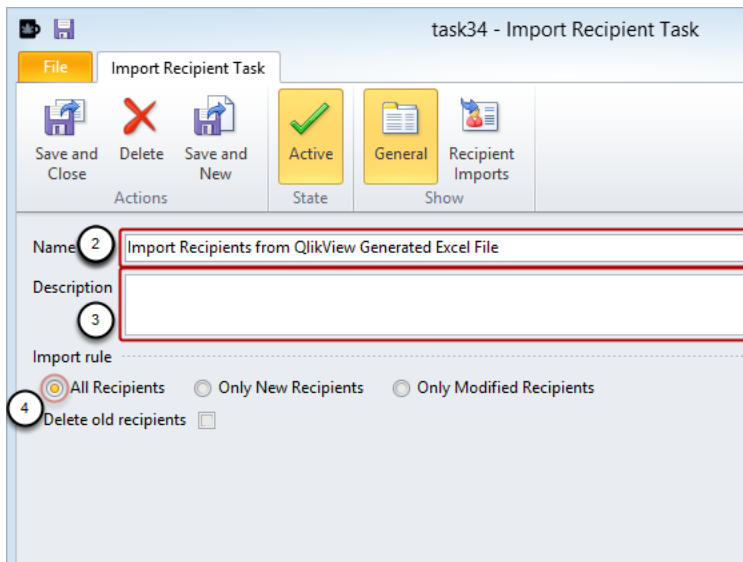 task34 - Import Recipient Task
File Import Recipient Task
Save and Close Delete Save and New Active General Recipient Imports
Actions State Show
Name 2 Import Recipients from QlikView Generated Excel File
Description
3
Import rule
All Recipients Only New Recipients Only Modified Recipients
4
Delete old recipients